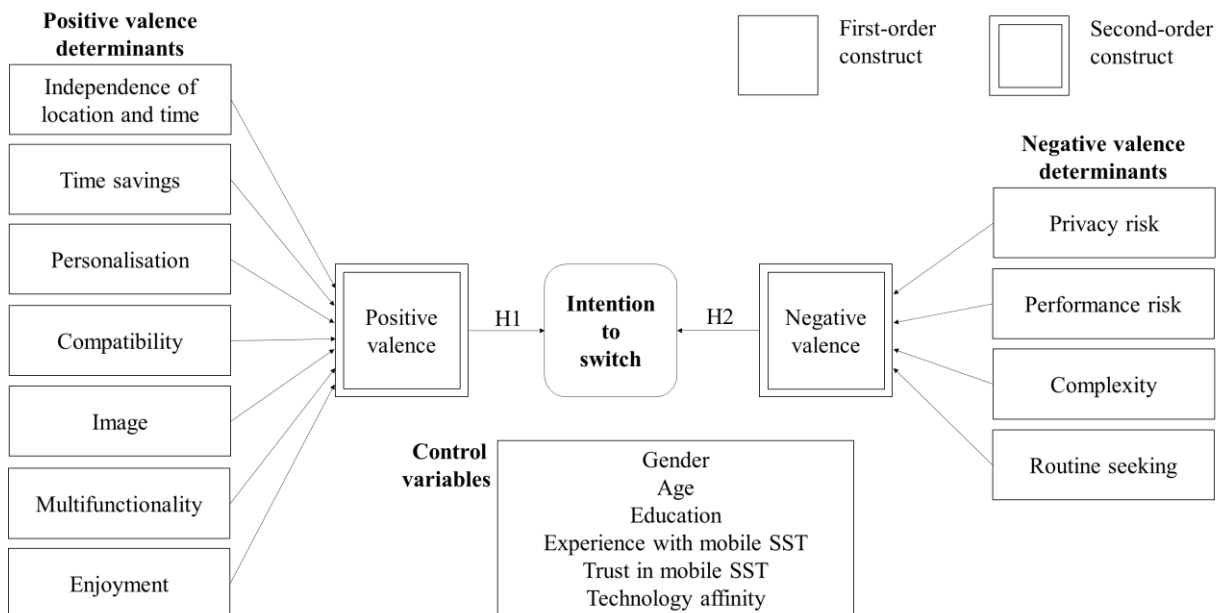 Positive valence
determinants
Independence of
location and time
Time savings
Personalisation
Compatibility
Image
Multifunctionality
Enjoyment
Positive
valence
H1
Intention
to
switch
H2
Negative
valence
First-order
construct
Second-order
construct
Negative valence
determinants
Privacy risk
Performance risk
Complexity
Routine seeking
Control
variables
Gender
Age
Education
Experience with mobile SST
Trust in mobile SST
Technology affinity